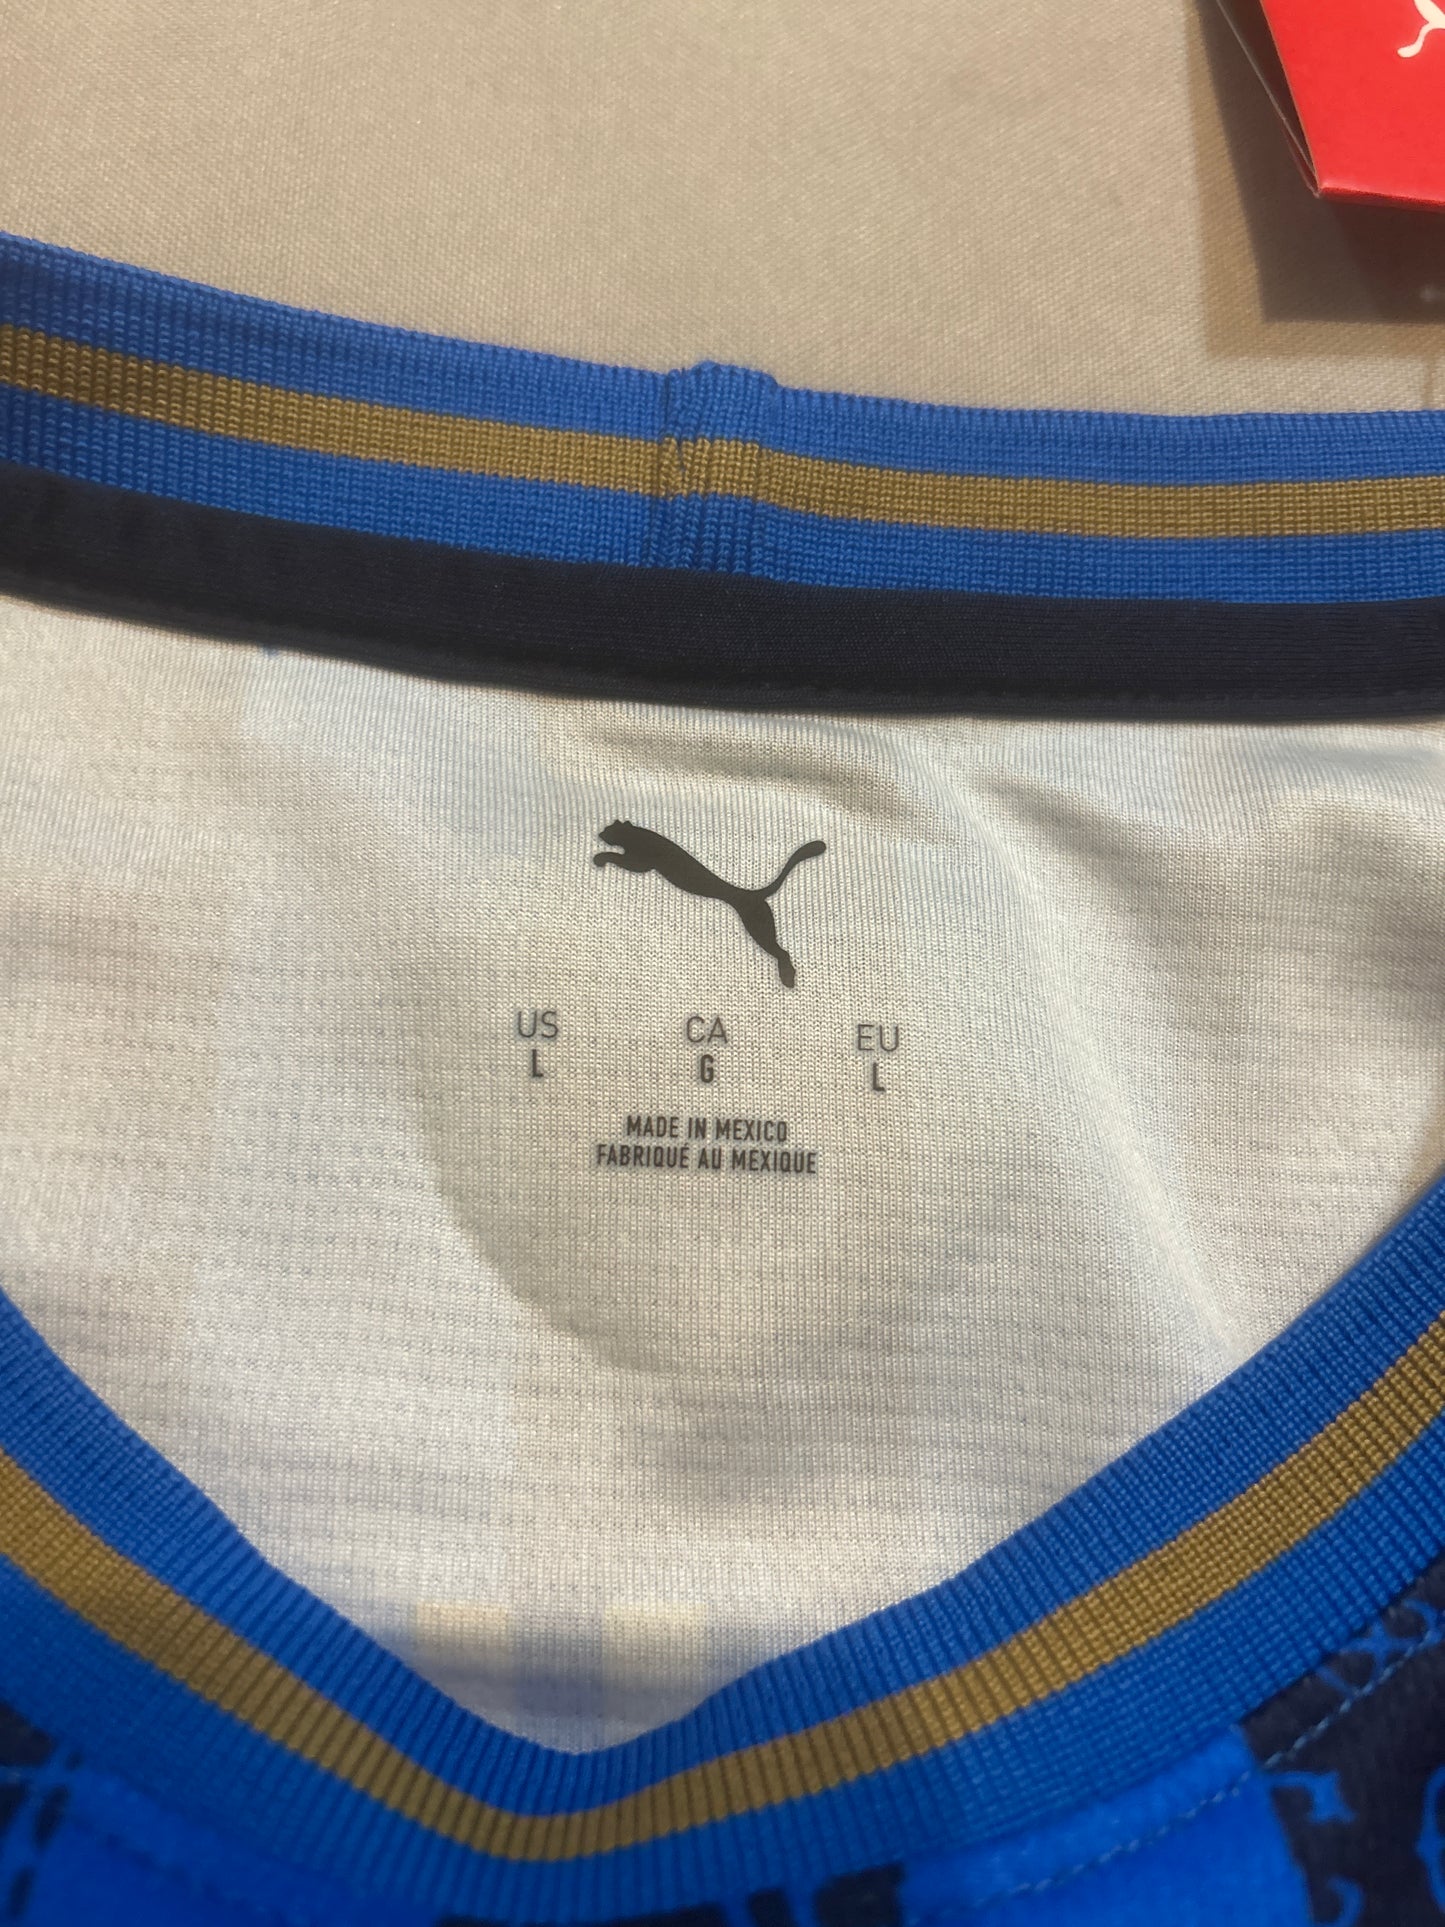 US CA EU
L G L
MADE IN MEXICO
FABRIQUÉ AU MEXIQUE